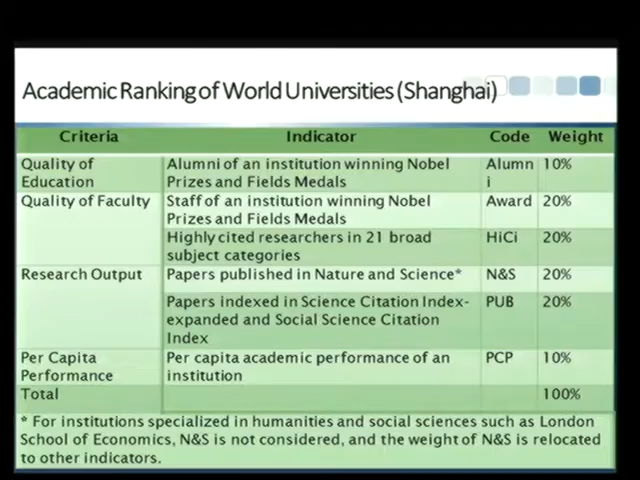 Academic Ranking of World Universities (Shanghai)
Criteria Indicator Code Weight
Quality of Education Alumni of an institution winning Nobel Prizes and Fields Medals Alumni 10%
Quality of Faculty Staff of an institution winning Nobel Prizes and Fields Medals Award 20%
Highly cited researchers in 21 broad subject categories HiCi 20%
Research Output Papers published in Nature and Science* N&S 20%
Papers indexed in Science Citation Index-expanded and Social Science Citation Index PUB 20%
Per Capita Performance Per capita academic performance of an institution PCP 10%
Total 100%
* For institutions specialized in humanities and social sciences such as London
School of Economics, N&S is not considered, and the weight of N&S is relocated
to other indicators.